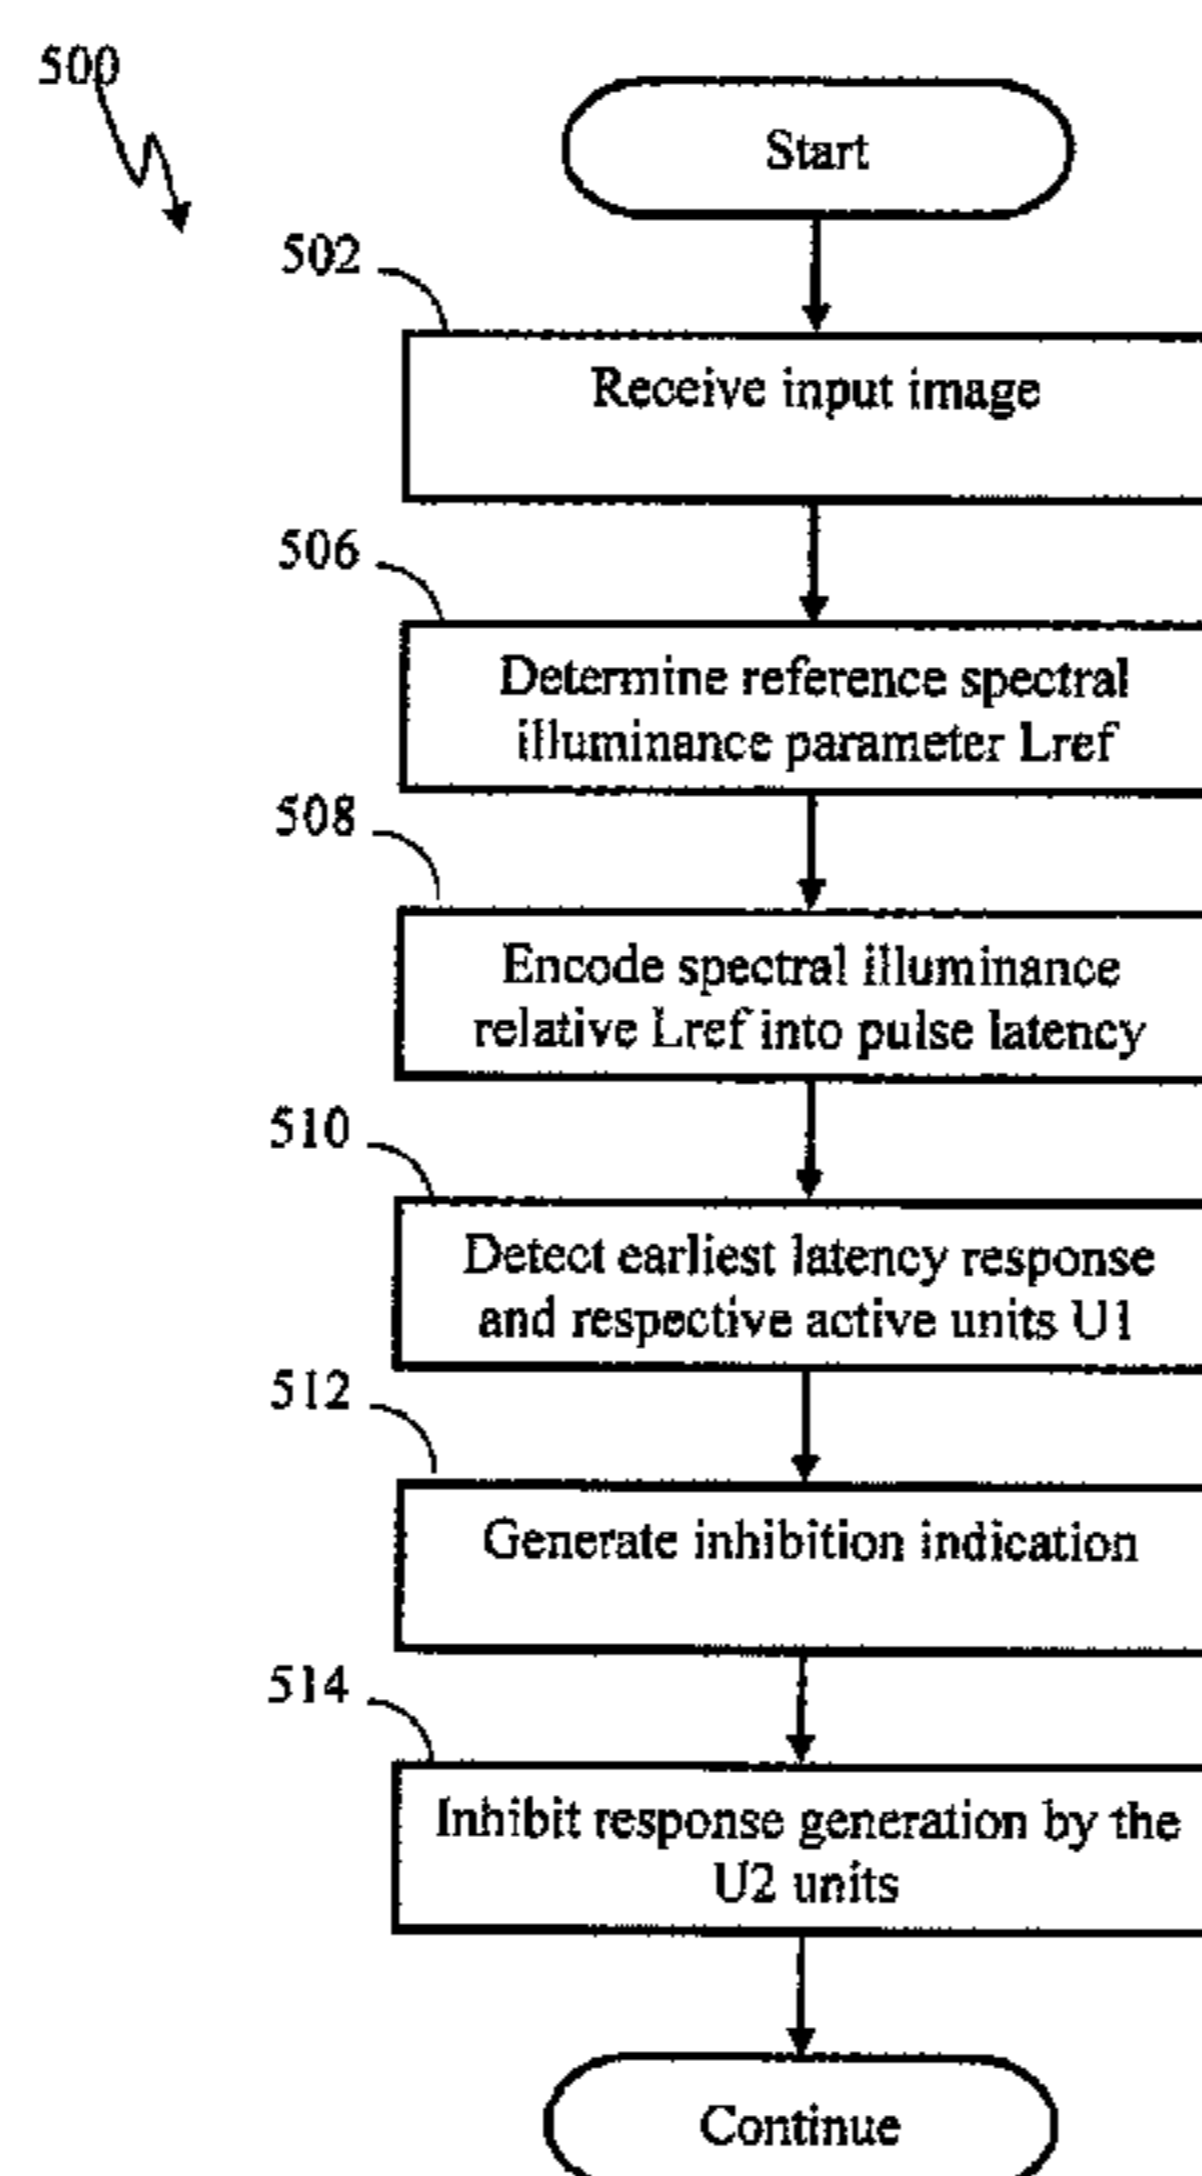 500
Start
502
Receive input image
506
Determine reference spectral
illuminance parameter Lref
508
Encode spectral illuminance
relative Lref into pulse latency
510
Detect earliest latency response
and respective active units U1
512
Generate inhibition indication
514
Inhibit response generation by the
U2 units
Continue